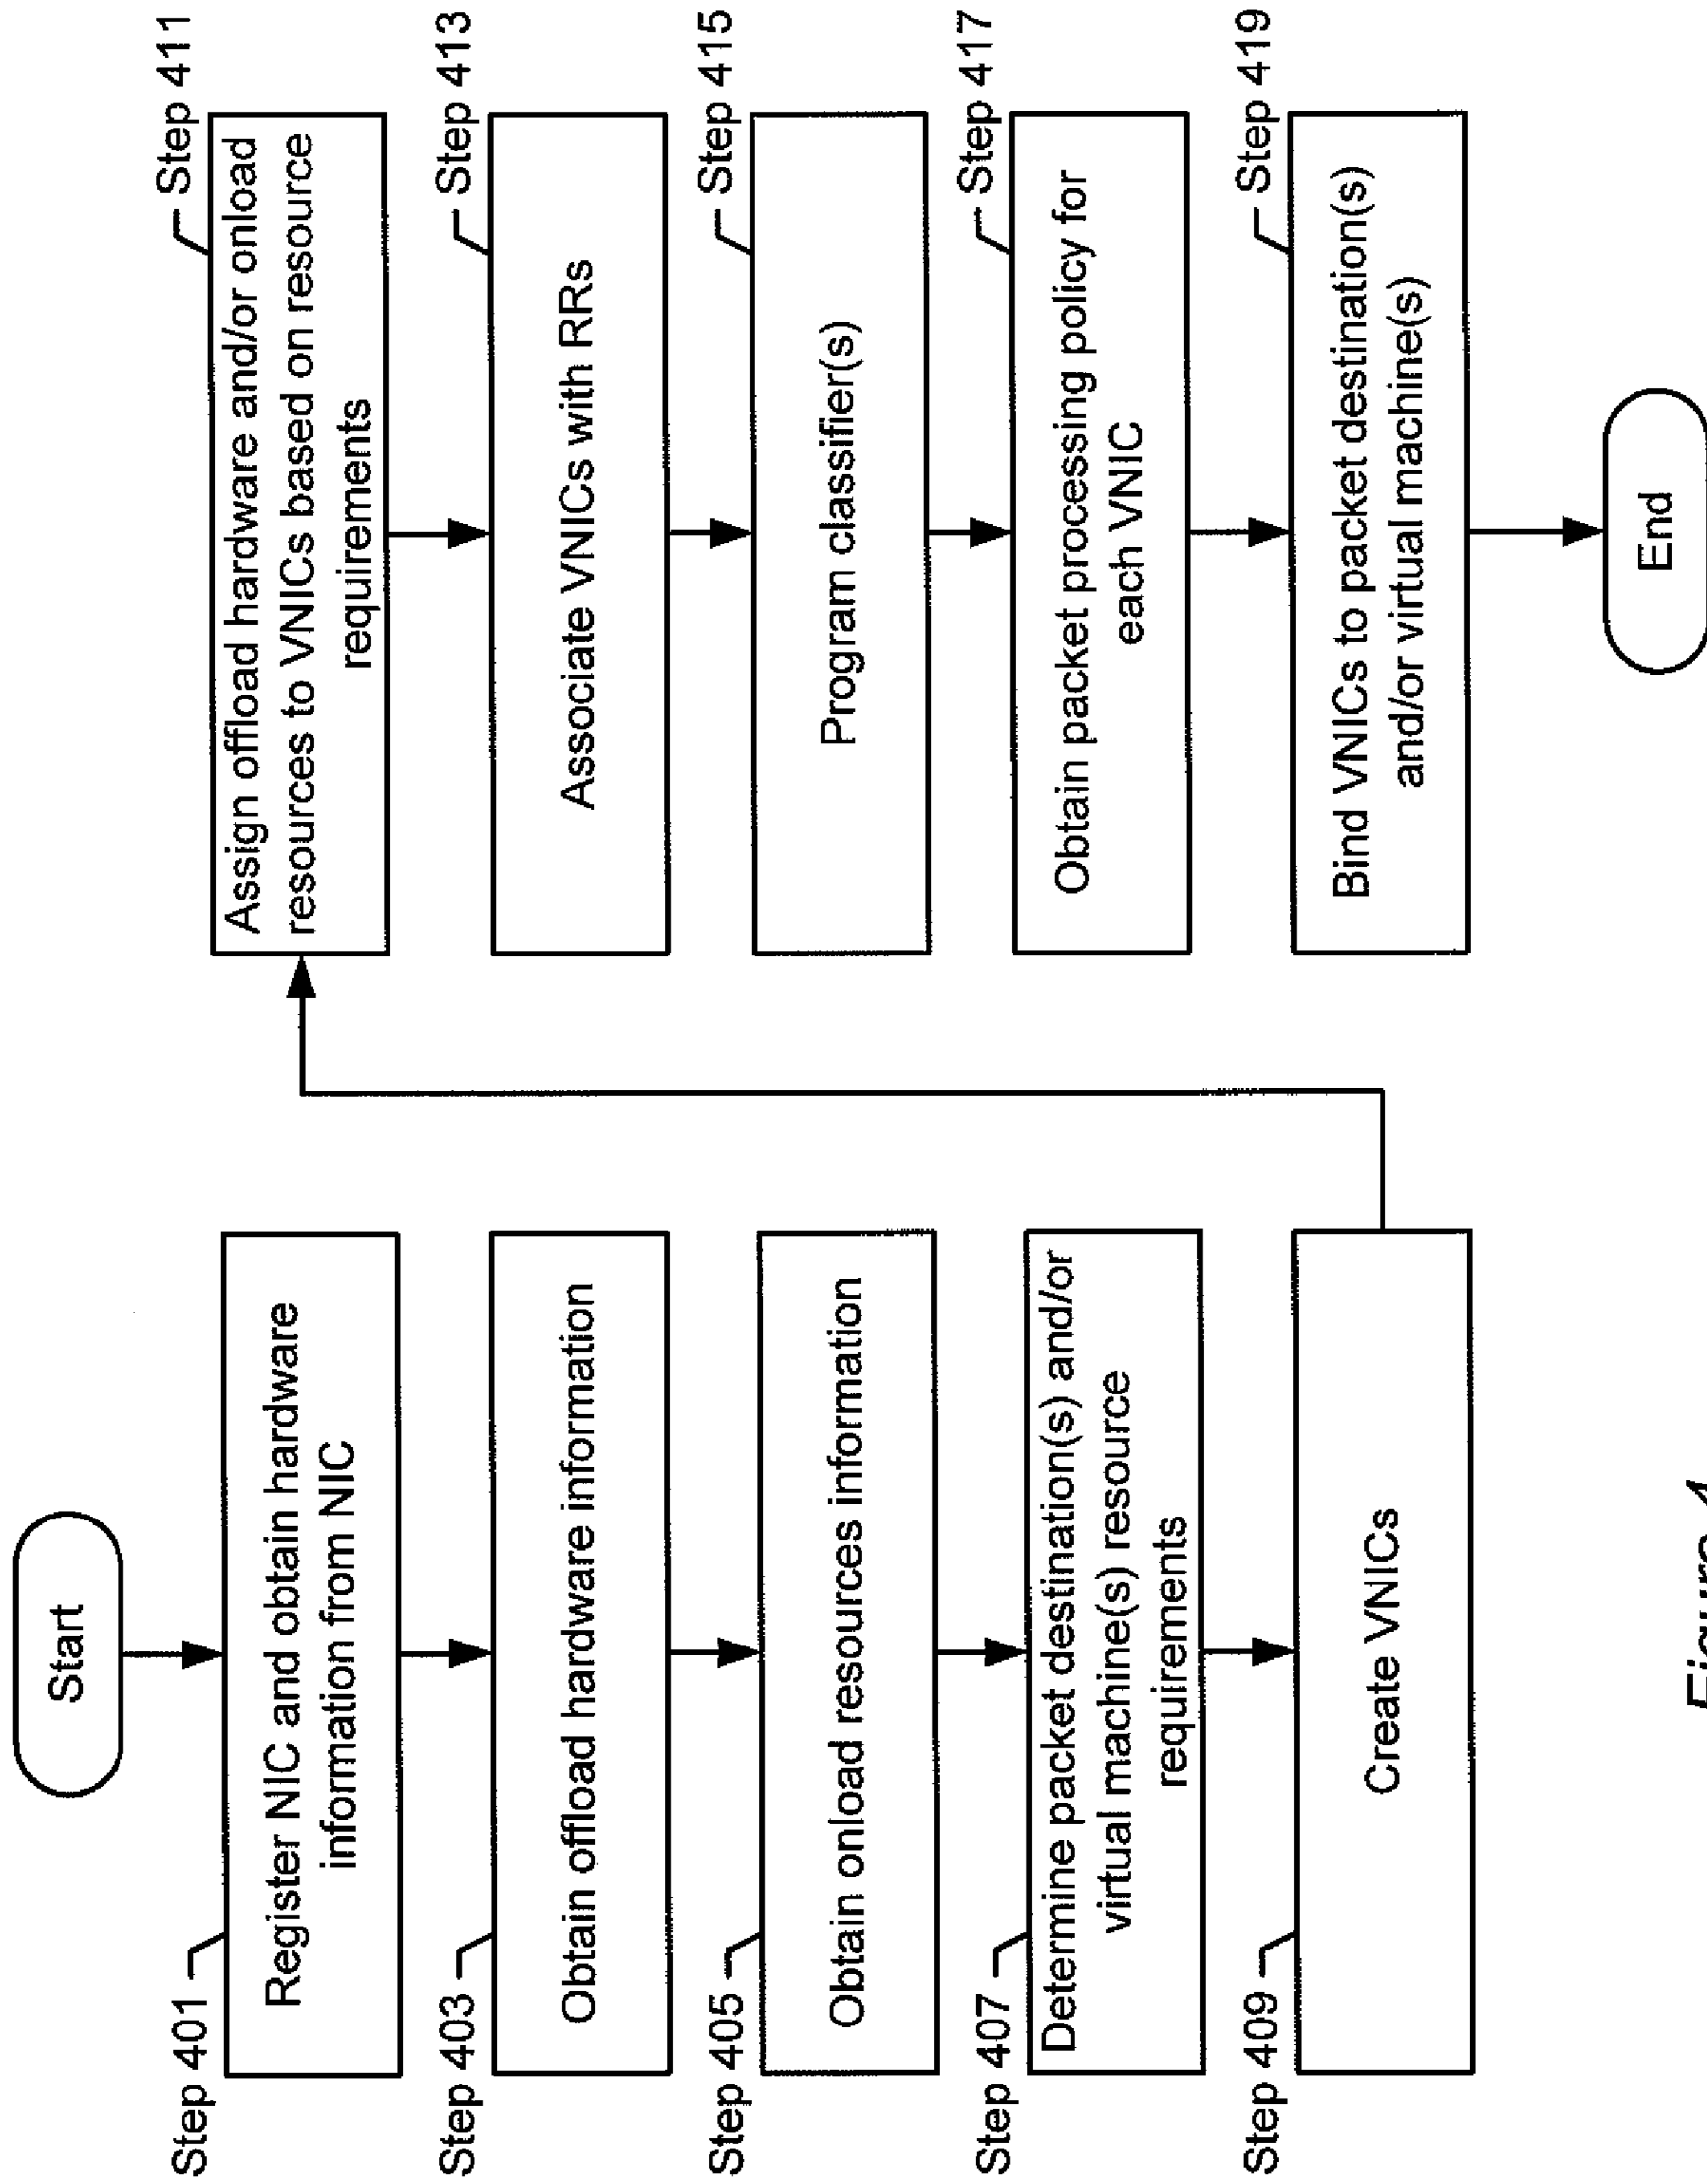 Start
Step 401
Register NIC and obtain hardware
information from NIC
Step 403
Obtain offload hardware information
Step 405
Obtain onload resources information
Step 407
Determine packet destination(s) and/or
virtual machine(s) resource
requirements
Step 409
Create VNICs
Step 411
Assign offload hardware and/or onload
resources to VNICs based on resource
requirements
Step 413
Associate VNICs with RRs
Step 415
Program classifier(s)
Step 417
Obtain packet processing policy for
each VNIC
Step 419
Bind VNICs to packet destination(s)
and/or virtual machine(s)
End
Figure 4